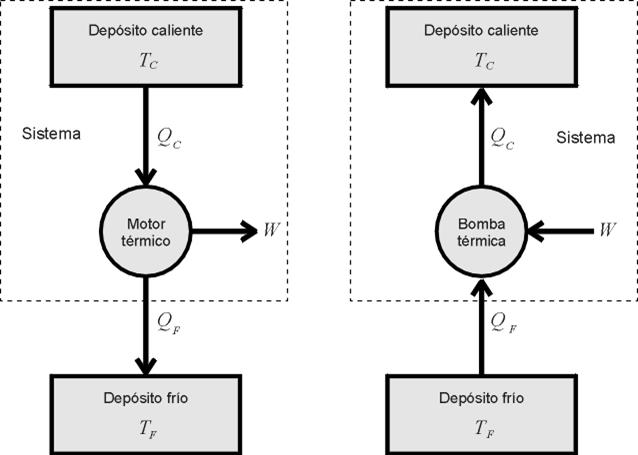 Depósito caliente
T_C
Sistema
Q_C
Motor
térmico
W
Q_F
Depósito frío
T_F
Depósito caliente
T_C
Q_C
Sistema
Bomba
térmica
W
Q_F
Depósito frío
T_F